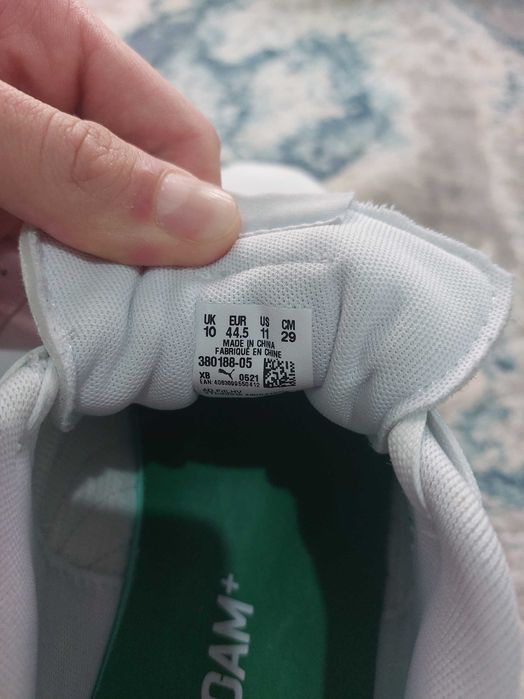 UK EUR US CM
10 44.5 11 29
MADE IN CHINA
FABRIQUÉ EN CHINE
380188-05
XB 0521
OAM+